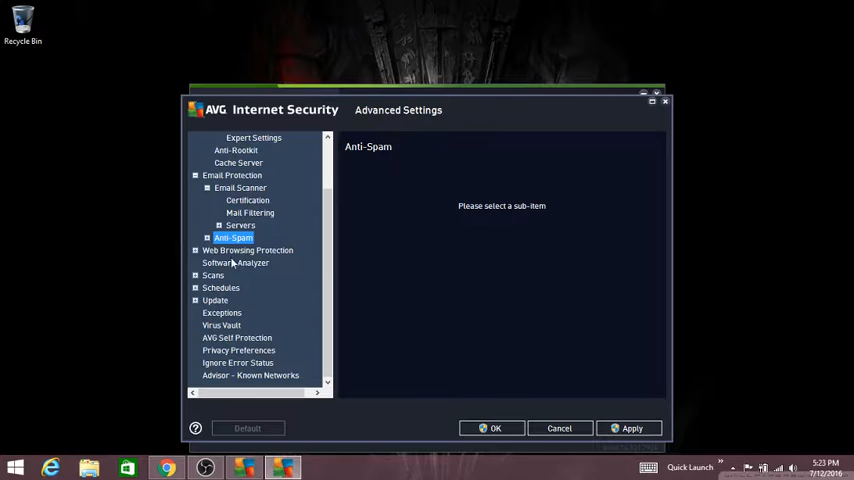 Recycle Bin
AVG Internet Security Advanced Settings
Expert Settings
Anti-Rootkit
Cache Server
Email Protection
Email Scanner
Certification
Mail Filtering
Servers
Anti-Spam
Web Browsing Protection
Software Analyzer
Scans
Schedules
Update
Exceptions
Virus Vault
AVG Self Protection
Privacy Preferences
Ignore Error Status
Advisor - Known Networks
Anti-Spam
Please select a sub-item
Default
OK
Cancel
Apply
Quick Launch
5:23 PM
7/12/2016